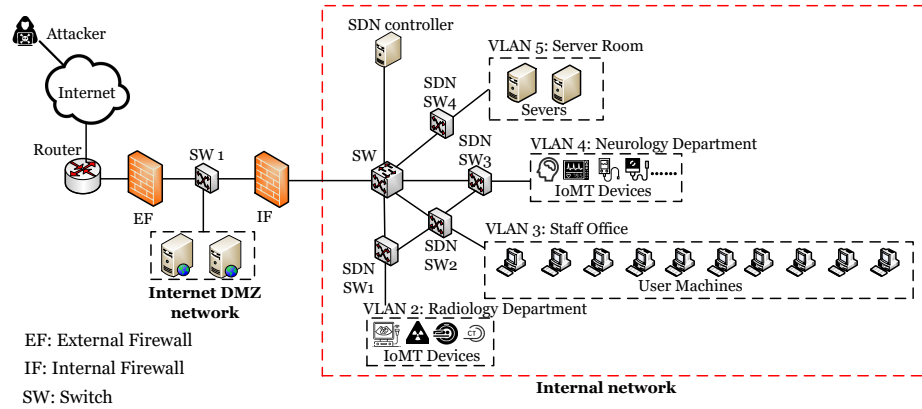 Attacker
Internet
Router
EF
SW 1
IF
Internet DMZ
network
EF: External Firewall
IF: Internal Firewall
SW: Switch
SDN controller
SW
SDN
SW4
VLAN 5: Server Room
Severs
SDN
SW3
VLAN 4: Neurology Department
IoMT Devices
SDN
SW2
VLAN 3: Staff Office
User Machines
SDN
SW1
VLAN 2: Radiology Department
CT
IoMT Devices
Internal network